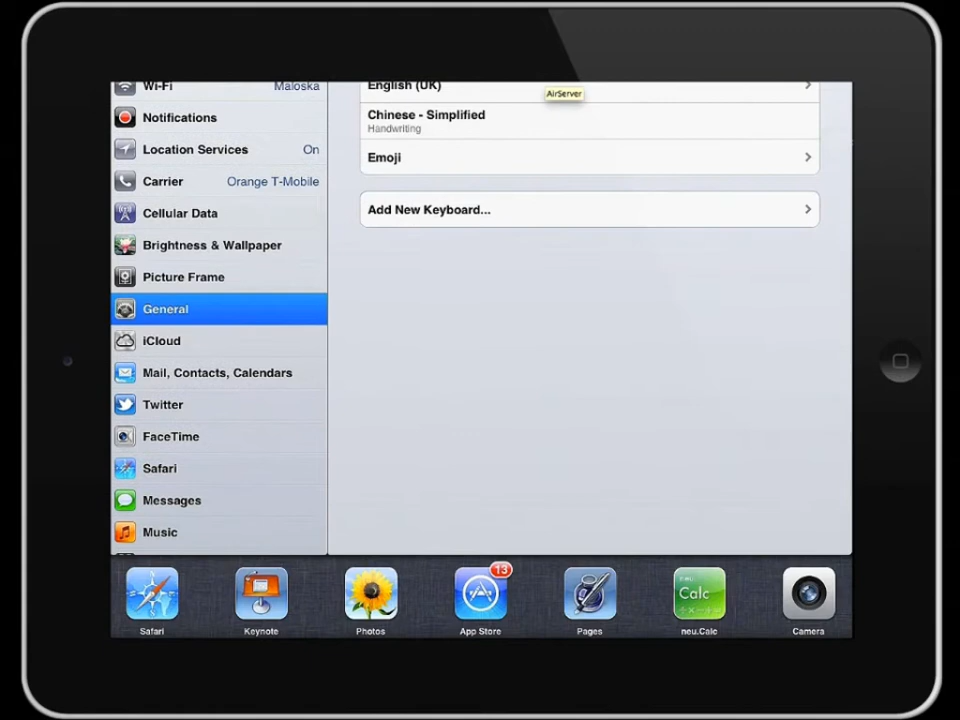 Wi-Fi Maloska
Notifications
Location Services On
Carrier Orange T-Mobile
Cellular Data
Brightness & Wallpaper
Picture Frame
General
iCloud
Mail, Contacts, Calendars
Twitter
FaceTime
Safari
Messages
Music
English (UK)
AirServer
Chinese - Simplified
Handwriting
Emoji
Add New Keyboard...
13
Calc
Safari Keynote Photos App Store Pages neu.Calc Camera